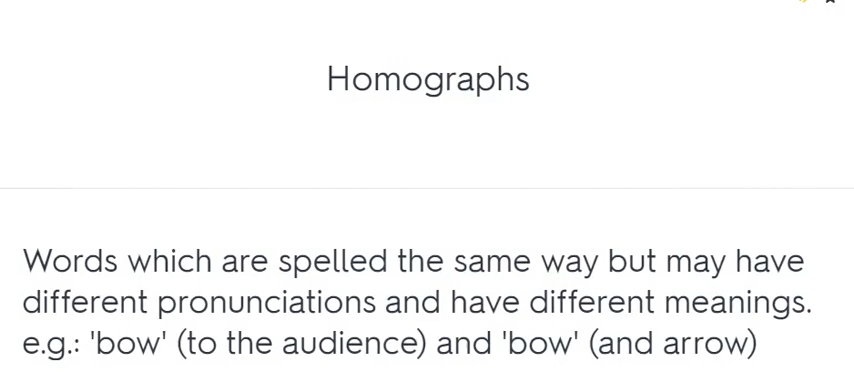 Homographs
Words which are spelled the same way but may have
different pronunciations and have different meanings.
e.g.: 'bow' (to the audience) and 'bow' (and arrow)